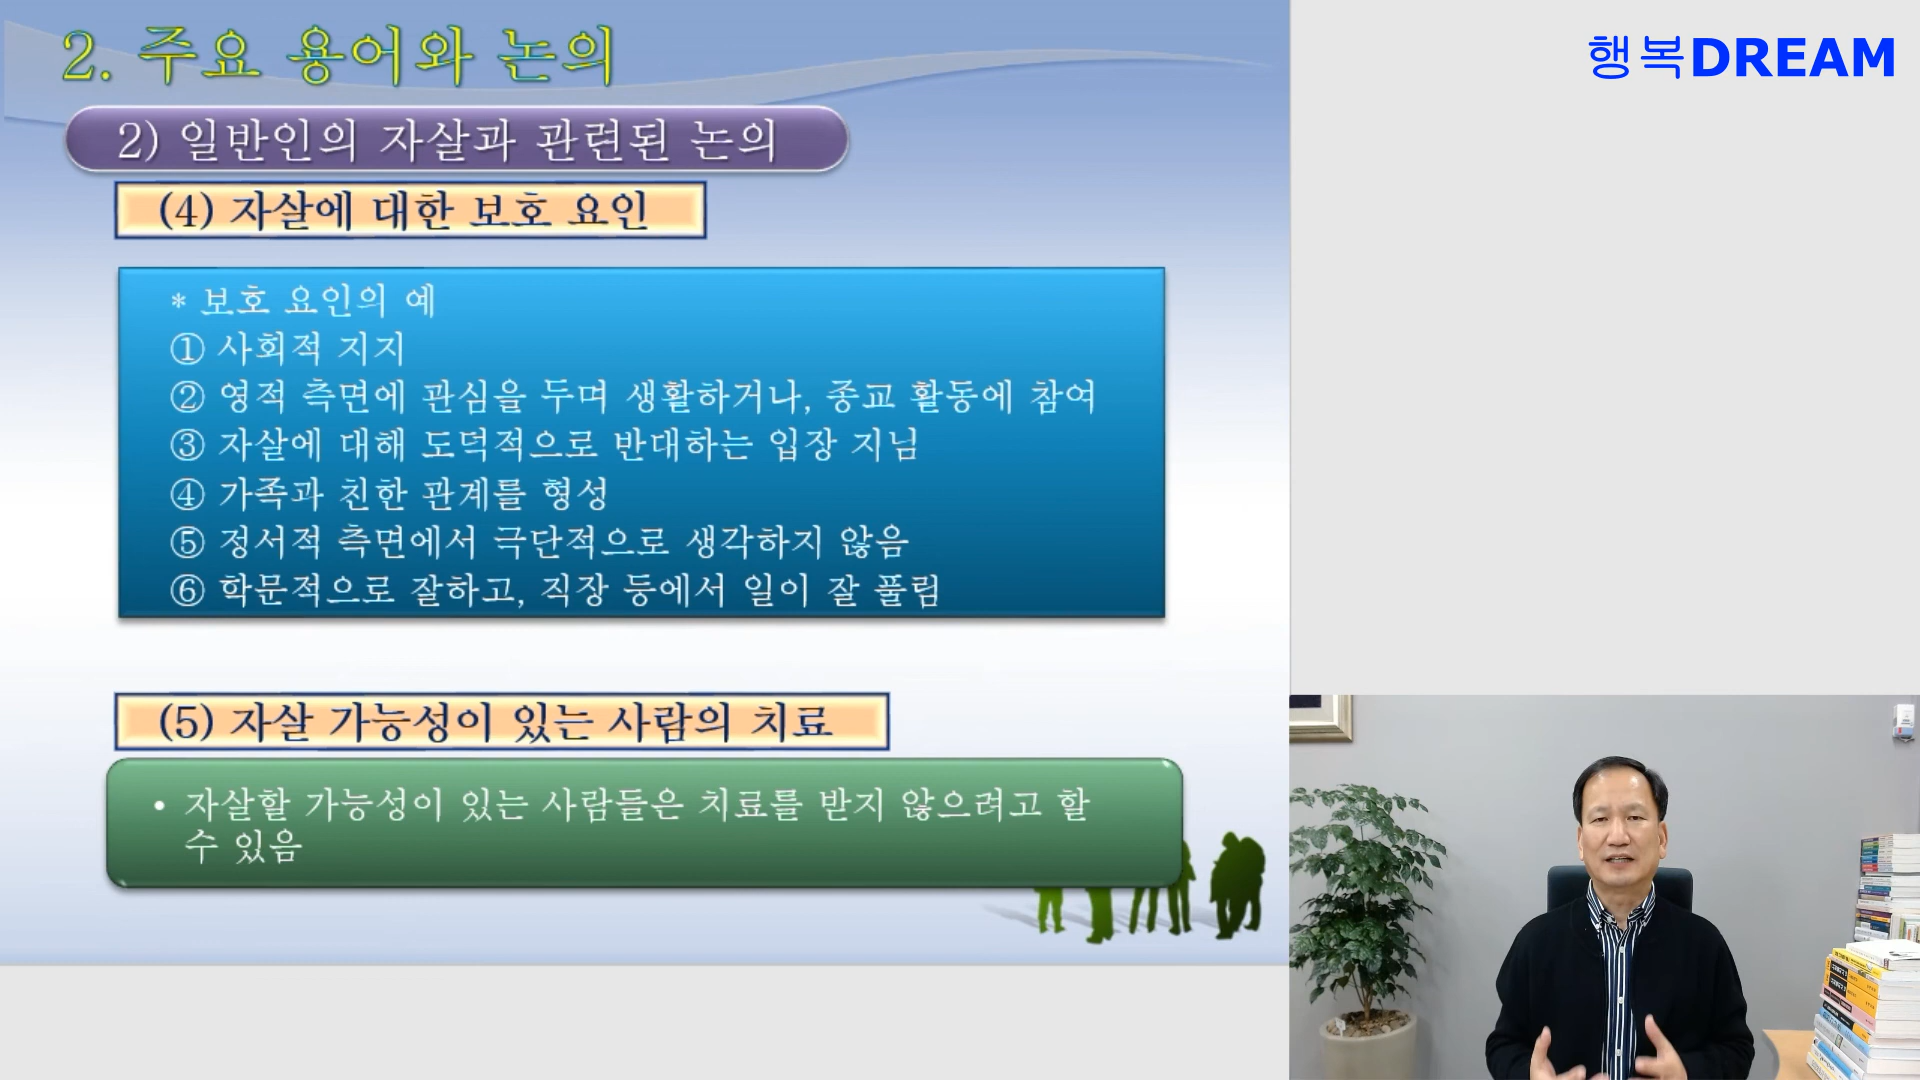 2. 주요 용어와 논의
행복DREAM
2) 일반인의 자살과 관련된 논의
(4) 자살에 대한 보호 요인
* 보호 요인의 예
① 사회적 지지
② 영적 측면에 관심을 두며 생활하거나, 종교 활동에 참여
③ 자살에 대해 도덕적으로 반대하는 입장 지님
④ 가족과 친한 관계를 형성
⑤ 정서적 측면에서 극단적으로 생각하지 않음
⑥ 학문적으로 잘하고, 직장 등에서 일이 잘 풀림
(5) 자살 가능성이 있는 사람의 치료
• 자살할 가능성이 있는 사람들은 치료를 받지 않으려고 할
수 있음